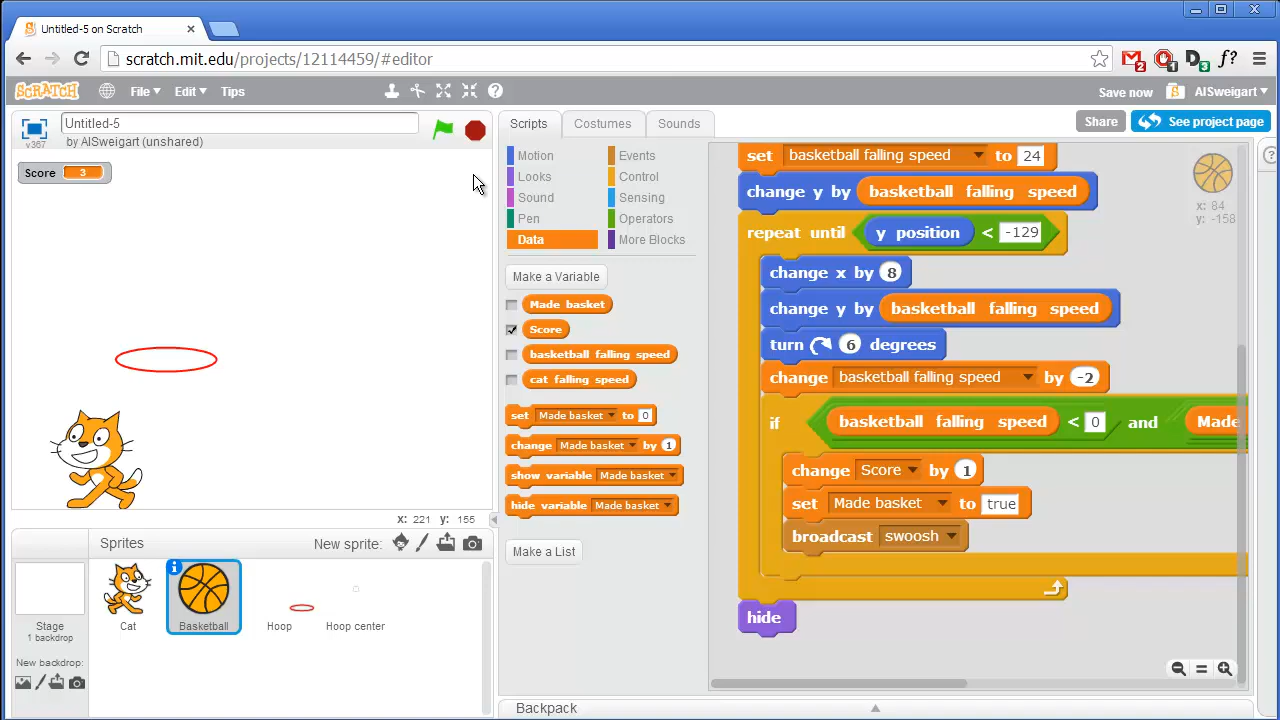 Untitled-5 on Scratch
scratch.mit.edu/projects/12114459/#editor
2
1
3
f?
SCRATCH
File
Edit
Tips
Save now
AlSweigart
Untitled-5
v367
by AlSweigart (unshared)
Scripts
Costumes
Sounds
Share
See project page
Score 3
Motion
Looks
Sound
Pen
Data
Events
Control
Sensing
Operators
More Blocks
Make a Variable
Made basket
Score
basketball falling speed
cat falling speed
set Made basket to 0
change Made basket by 1
show variable Made basket
hide variable Made basket
Make a List
set basketball falling speed to 24
change y by basketball falling speed
repeat until y position < -129
change x by 8
change y by basketball falling speed
turn 6 degrees
change basketball falling speed by -2
if basketball falling speed < 0 and Made
change Score by 1
set Made basket to true
broadcast swoosh
hide
x: 84
y: -158
x: 221 y: 155
Sprites
New sprite:
Stage
1 backdrop
New backdrop:
Cat
Basketball
Hoop
Hoop center
Backpack